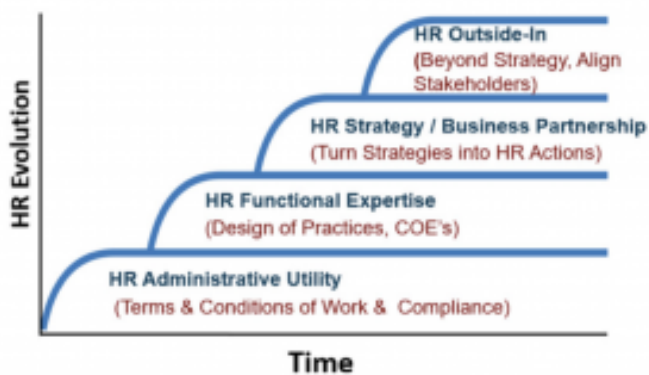 HR Outside-In
(Beyond Strategy, Align
Stakeholders)
HR Strategy / Business Partnership
(Turn Strategies into HR Actions)
HR Functional Expertise
(Design of Practices, COE's)
HR Administrative Utility
(Terms & Conditions of Work & Compliance)
HR Evolution
Time